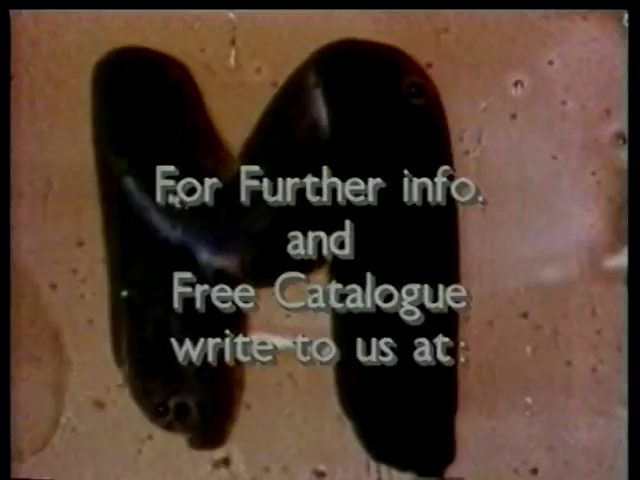 For Further info.
and
Free Catalogue
write to us at: